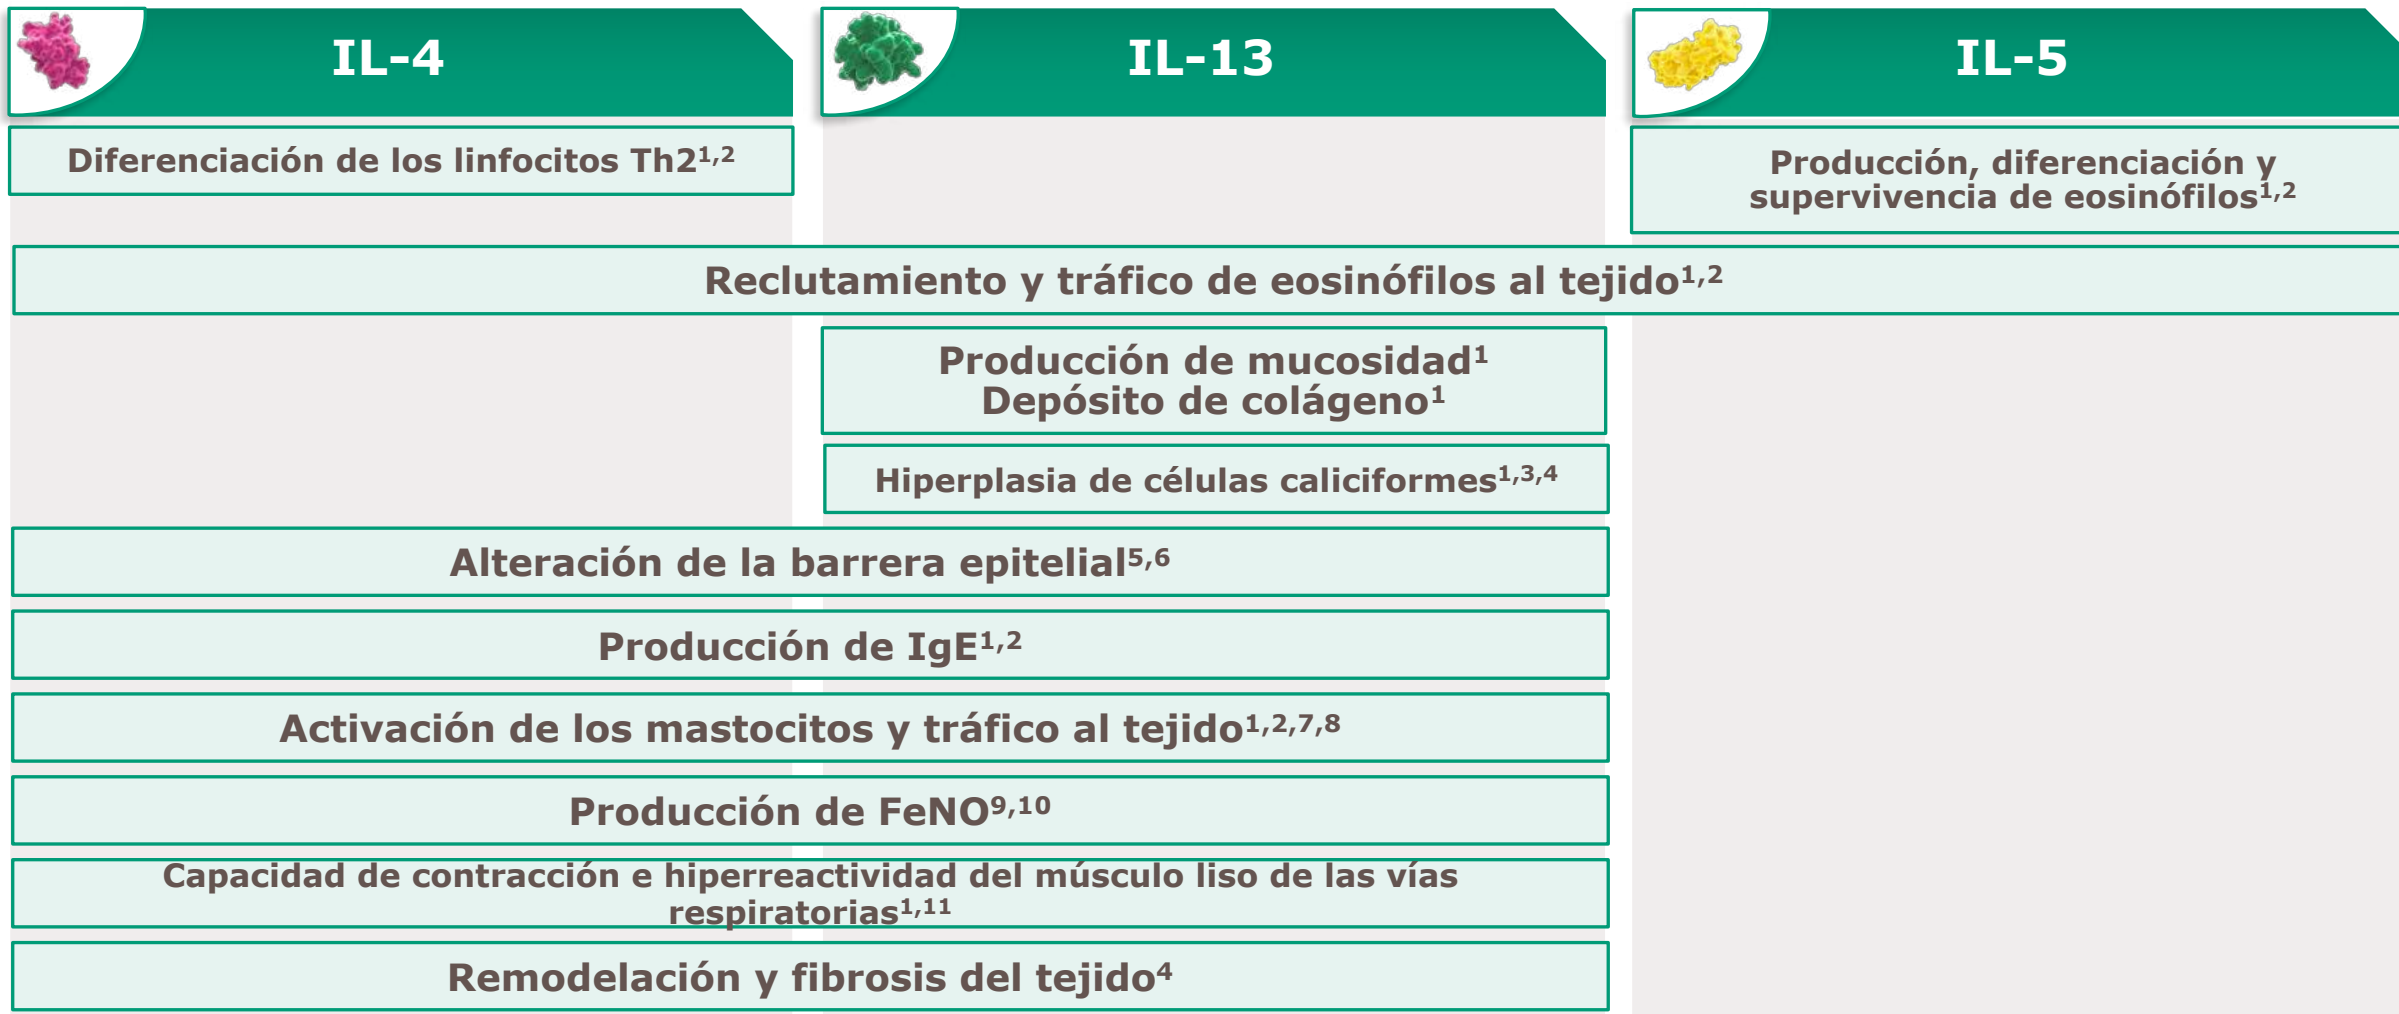 IL-4
IL-13
IL-5
Diferenciación de los linfocitos Th2¹,²
Producción, diferenciación y
supervivencia de eosinófilos¹,²
Reclutamiento y tráfico de eosinófilos al tejido¹,²
Producción de mucosidad¹
Depósito de colágeno¹
Hiperplasia de células caliciformes¹,³,⁴
Alteración de la barrera epitelial⁵,⁶
Producción de IgE¹,²
Activación de los mastocitos y tráfico al tejido¹,²,⁷,⁸
Producción de FeNO⁹,¹⁰
Capacidad de contracción e hiperreactividad del músculo liso de las vías
respiratorias¹,¹¹
Remodelación y fibrosis del tejido⁴